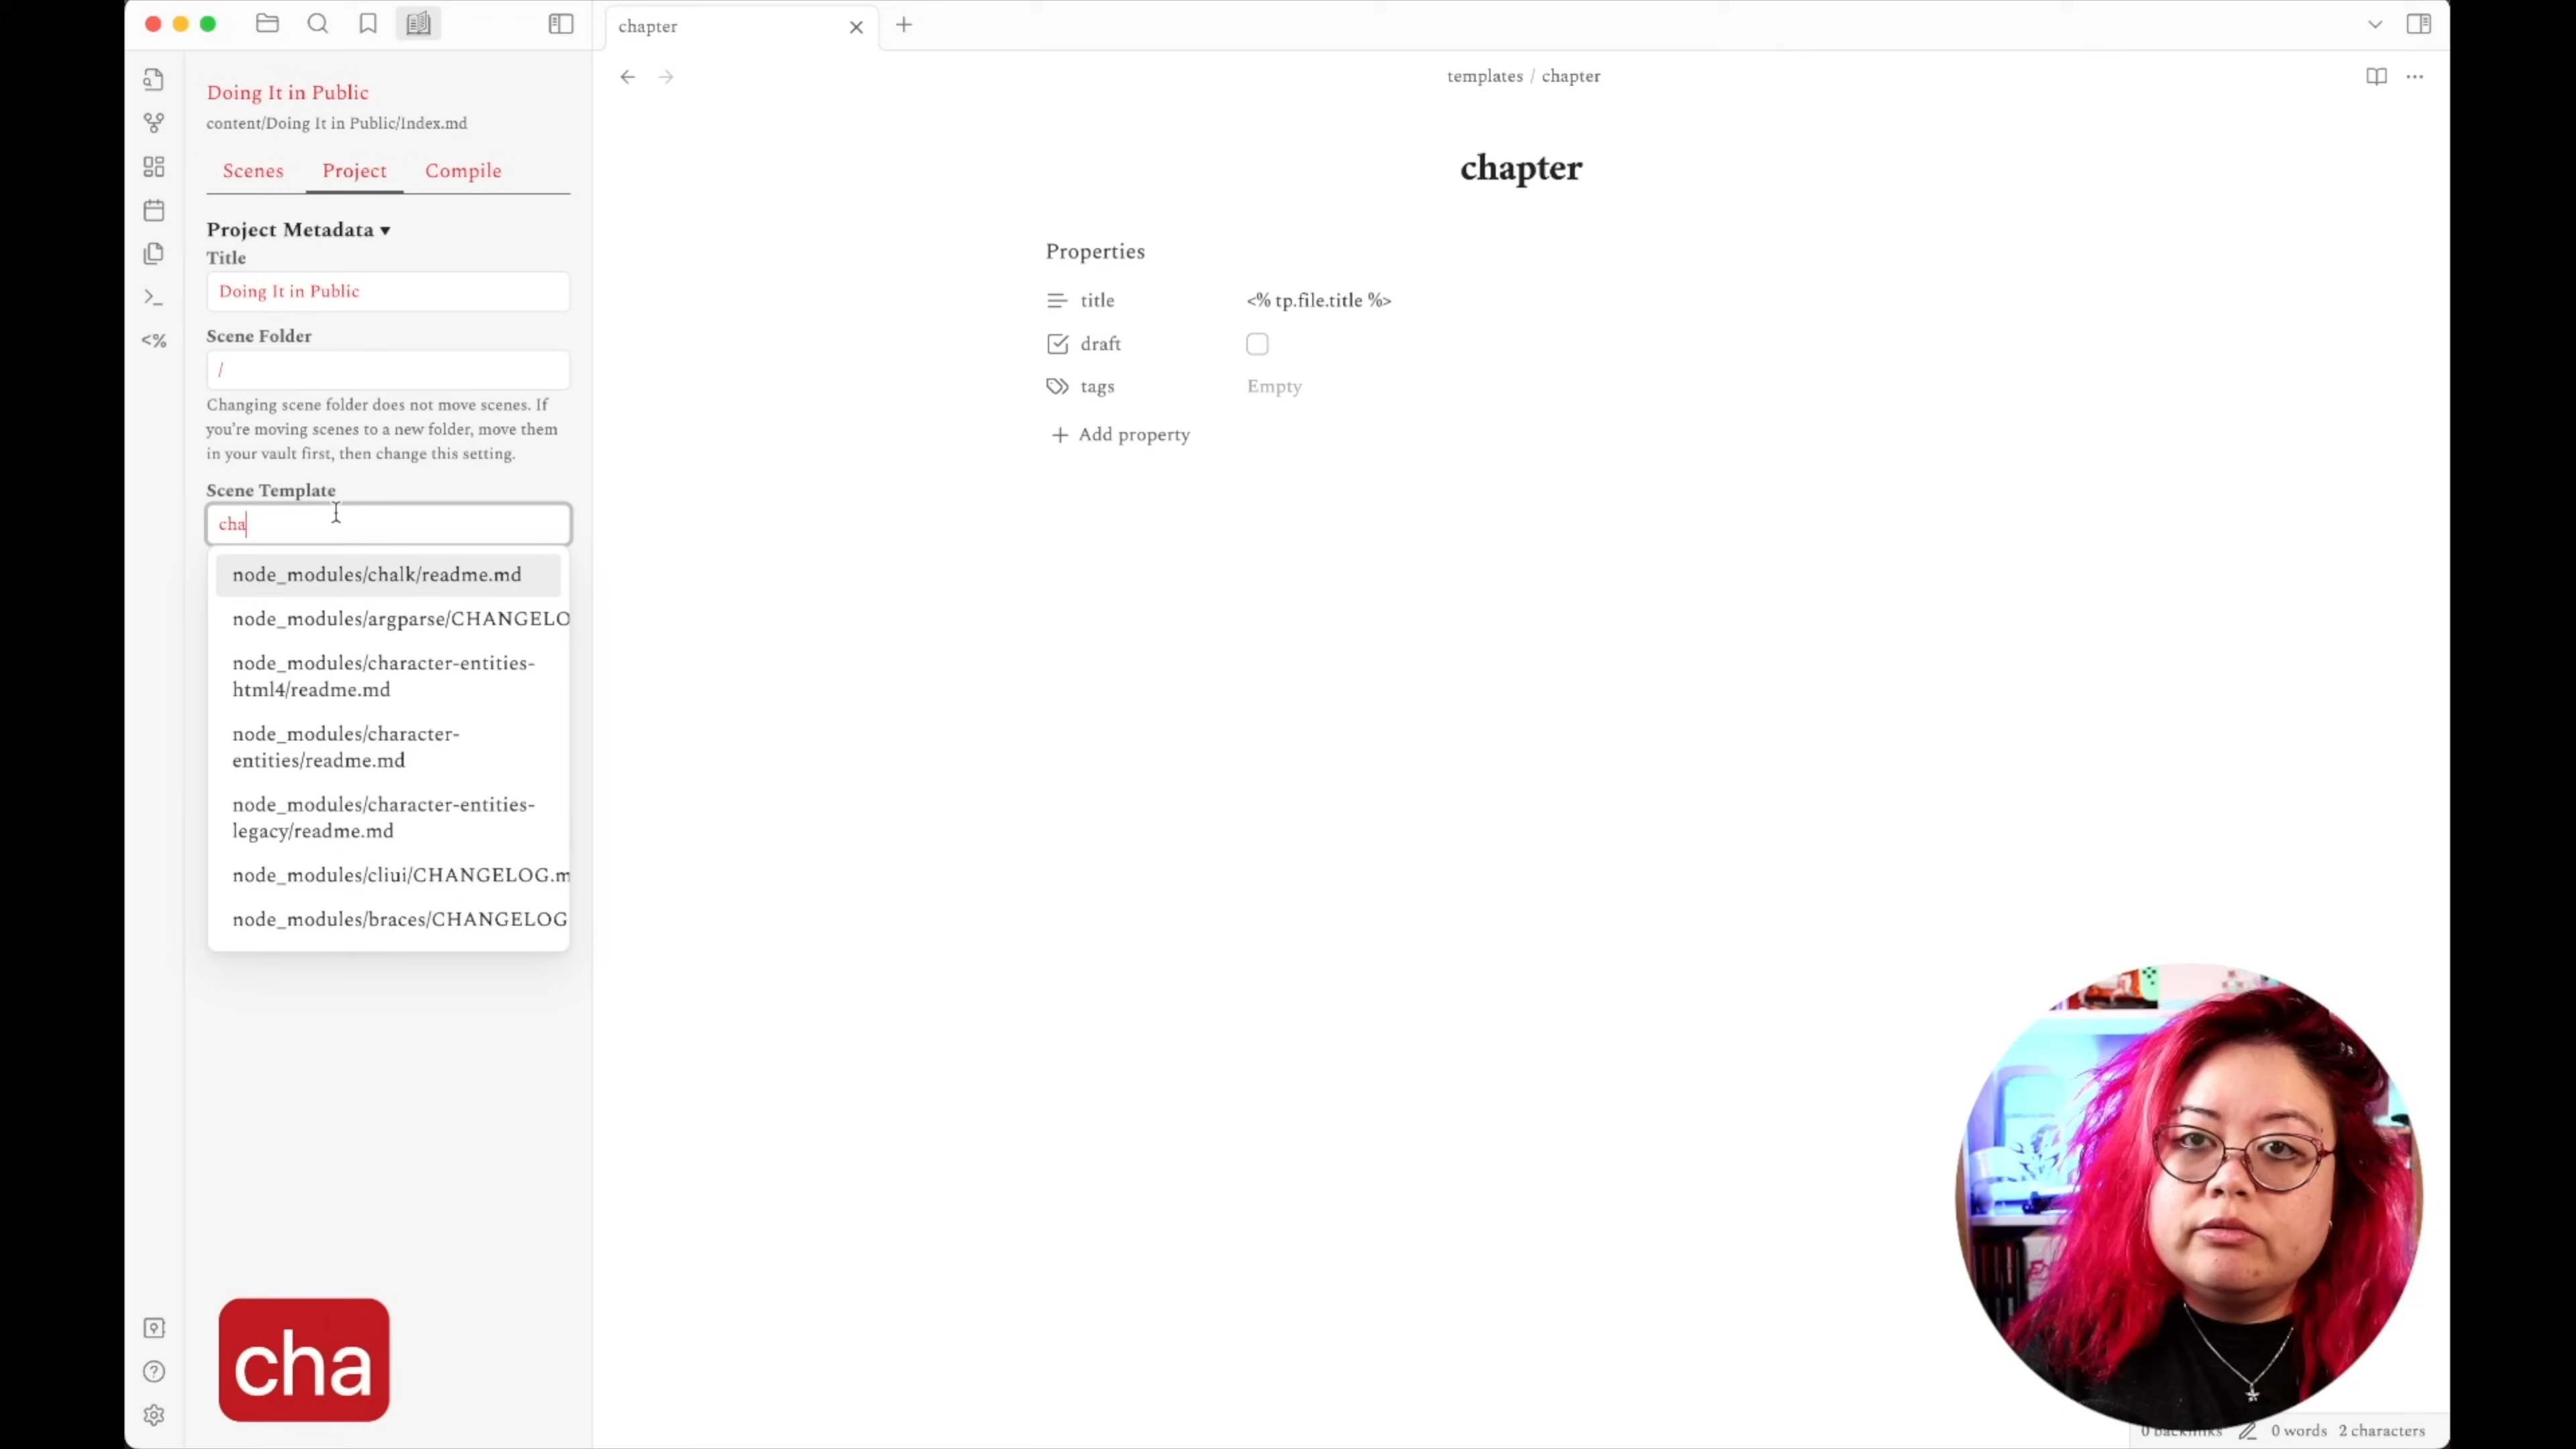 chapter
Doing It in Public
content/Doing It in Public/Index.md
templates / chapter
Scenes
Project
Compile
chapter
Project Metadata ▾
Title
Doing It in Public
Properties
title
<% tp.file.title %>
Scene Folder
/
draft
tags
Empty
Changing scene folder does not move scenes. If
you're moving scenes to a new folder, move them
in your vault first, then change this setting.
+ Add property
Scene Template
cha
node_modules/chalk/readme.md
node_modules/argparse/CHANGELO
node_modules/character-entities-
html4/readme.md
node_modules/character-
entities/readme.md
node_modules/character-entities-
legacy/readme.md
node_modules/cliui/CHANGELOG.m
node_modules/braces/CHANGELOG
<%
cha
0 backlinks
0 words
2 characters